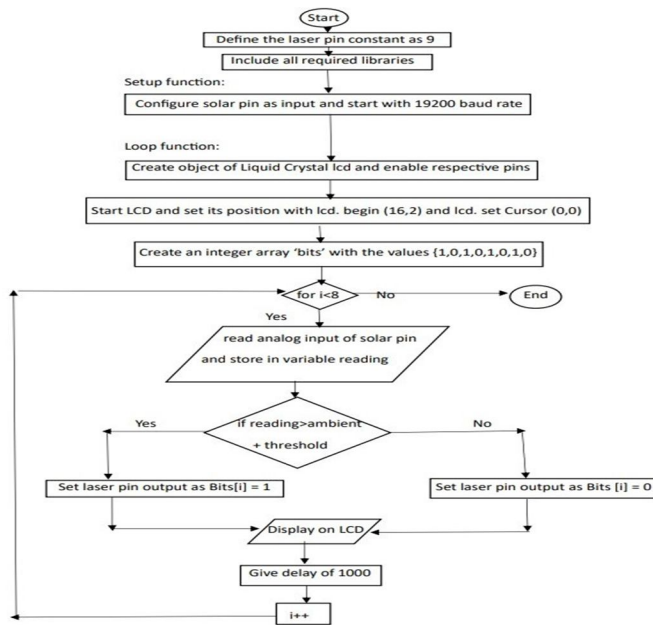 Start
Define the laser pin constant as 9
Include all required libraries
Setup function:
Configure solar pin as input and start with 19200 baud rate
Loop function:
Create object of Liquid Crystal lcd and enable respective pins
Start LCD and set its position with lcd. begin (16,2) and lcd. set Cursor (0,0)
Create an integer array ‘bits’ with the values {1,0,1,0,1,0,1,0}
for i<8
No
End
Yes
read analog input of solar pin
and store in variable reading
Yes
if reading>ambient
No
+ threshold
Set laser pin output as Bits[i] = 1
Set laser pin output as Bits [i] = 0
Display on LCD
Give delay of 1000
i++